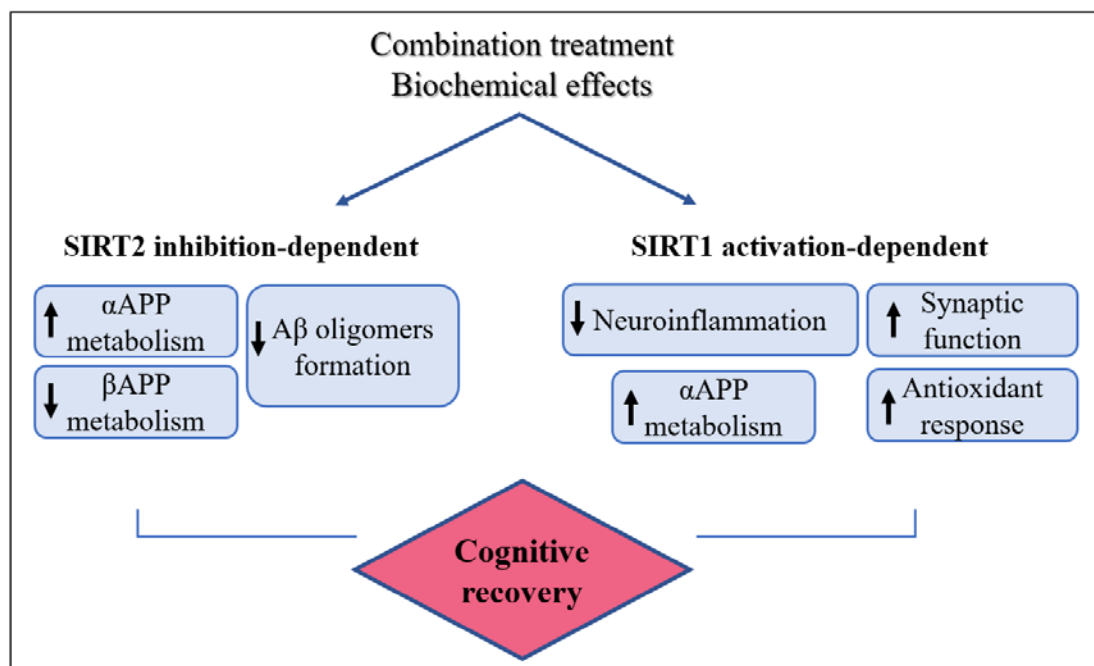 Combination treatment
Biochemical effects
SIRT2 inhibition-dependent
αAPP
metabolism
βAPP
metabolism
Aβ oligomers
formation
SIRT1 activation-dependent
Neuroinflammation
Synaptic
function
αAPP
metabolism
Antioxidant
response
Cognitive
recovery